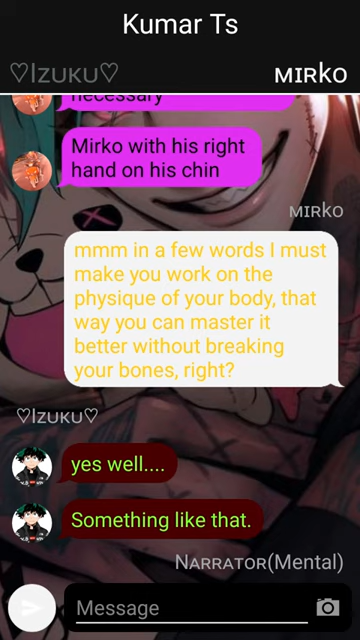 Kumar Ts
♡Izuku♡
MIRKO
necessary
Mirko with his right
hand on his chin
MIRKO
mmm in a few words I must
make you work on the
physique of your body, that
way you can master it
better without breaking
your bones, right?
♡Izuku♡
yes well....
Something like that.
Narrator(Mental)
Message